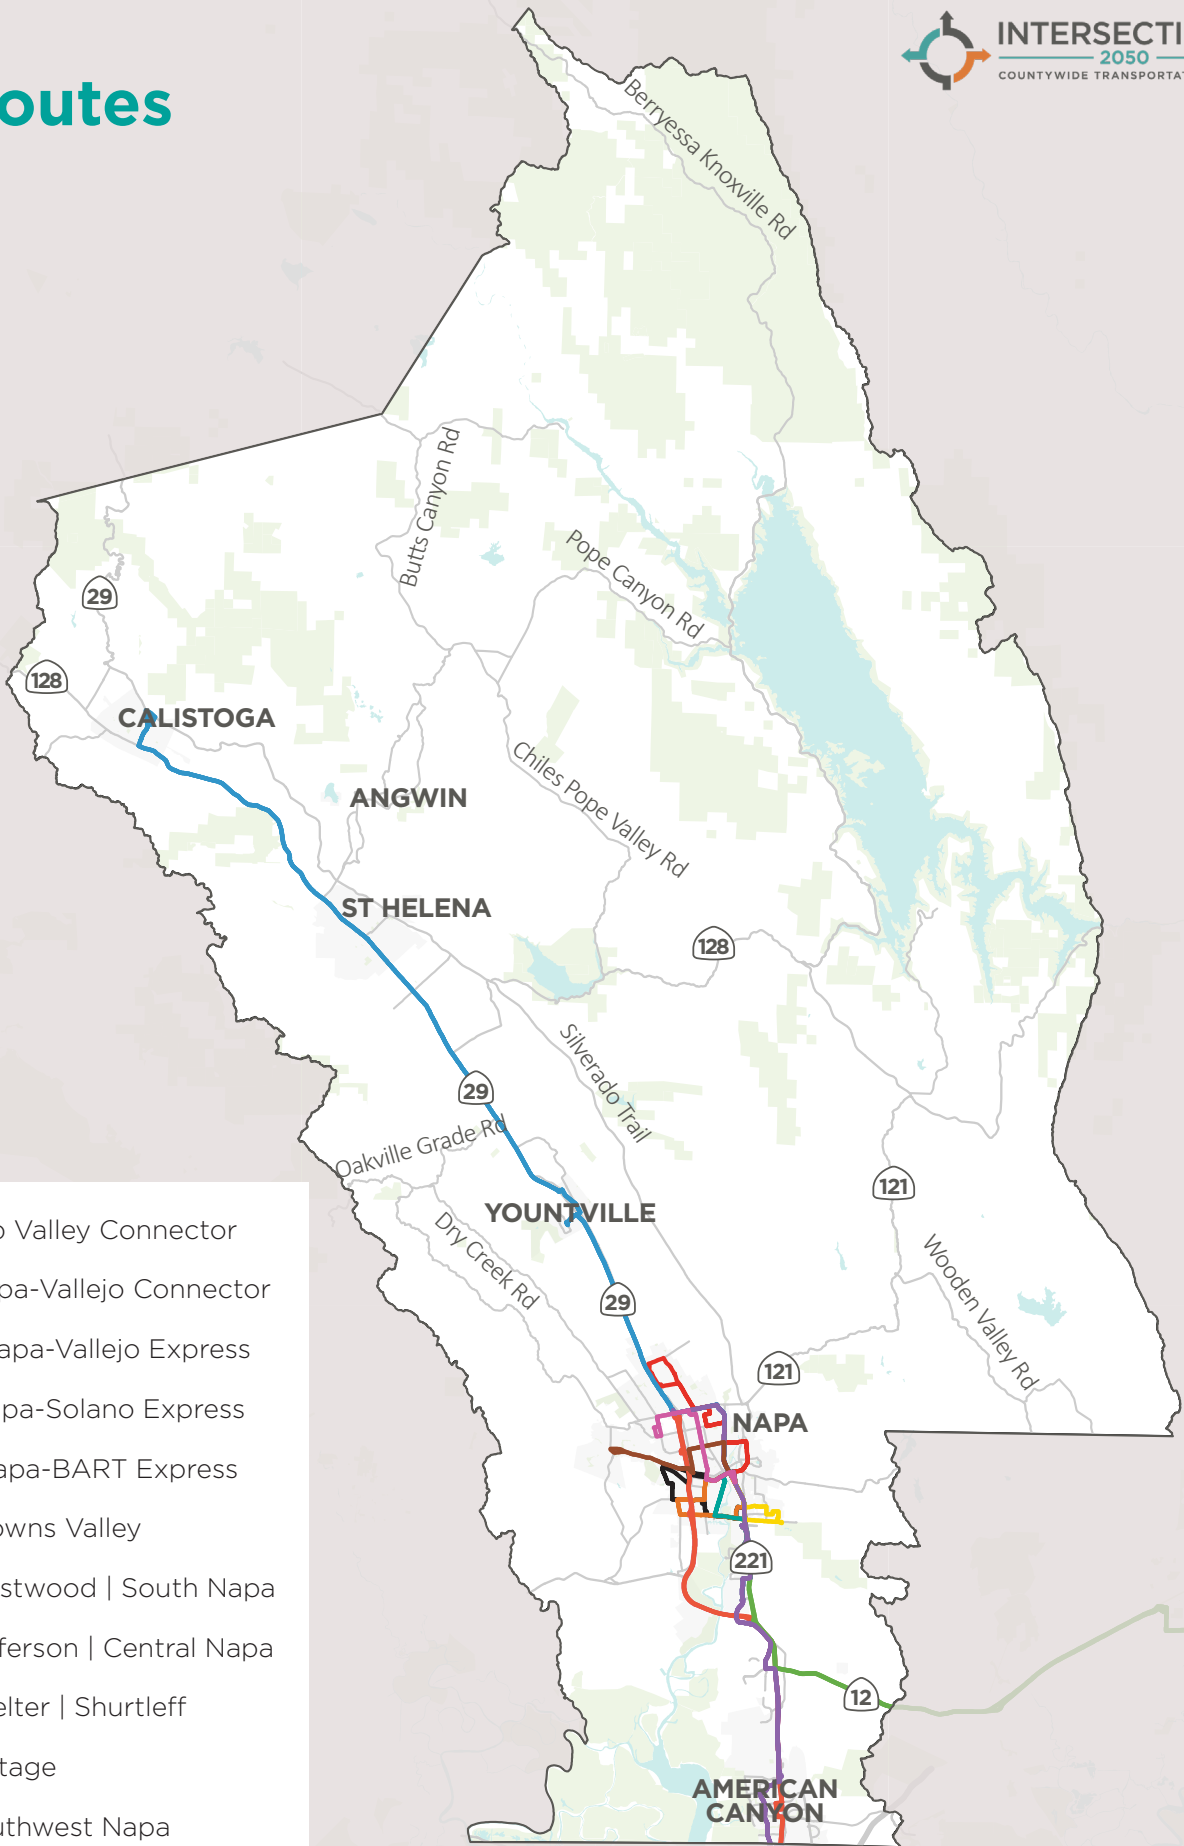 outes
INTERSECTI
2050
COUNTYWIDE TRANSPORTAT
Berryessa Knoxville Rd
Butts Canyon Rd
Pope Canyon Rd
29
128
CALISTOGA
Chiles Pope Valley Rd
ANGWIN
ST HELENA
128
Silverado Trail
29
Oakville Grade Rd
121
YOUNTVILLE
Dry Creek Rd
Wooden Valley Rd
29
121
NAPA
221
12
AMERICAN
CANYON
o Valley Connector
pa-Vallejo Connector
apa-Vallejo Express
pa-Solano Express
apa-BART Express
owns Valley
stwood | South Napa
fferson | Central Napa
elter | Shurtleff
tage
uthwest Napa